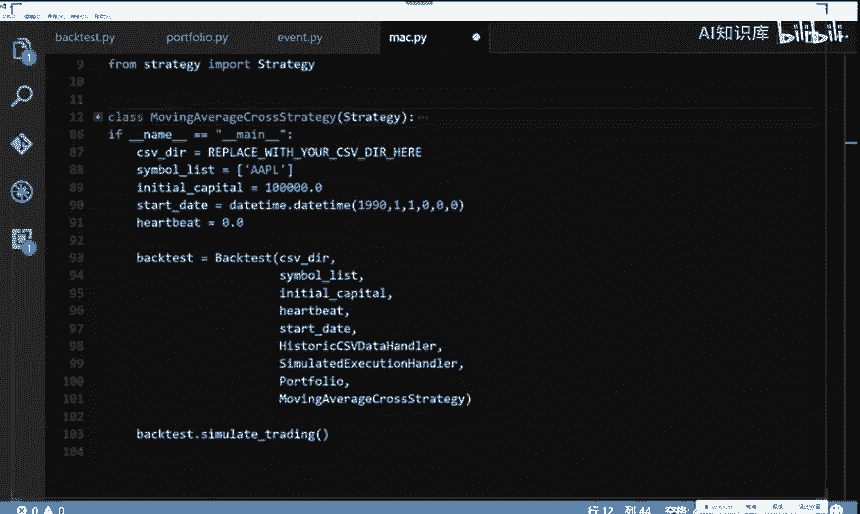 backtest.py portfolio.py event.py mac.py AI知识库 bilibili
9 from strategy import Strategy
10
11
12 class MovingAverageCrossStrategy(Strategy):
86 if __name__ == "__main__":
87 csv_dir = REPLACE_WITH_YOUR_CSV_DIR_HERE
88 symbol_list = ['AAPL']
89 initial_capital = 100000.0
90 start_date = datetime.datetime(1990,1,1,0,0,0)
91 heartbeat = 0.0
92
93 backtest = Backtest(csv_dir,
94 symbol_list,
95 initial_capital,
96 heartbeat,
97 start_date,
98 HistoricCSVDataHandler,
99 SimulatedExecutionHandler,
100 Portfolio,
101 MovingAverageCrossStrategy)
102
103 backtest.simulate_trading()
104
0 0 行 12, 列 44 空格: